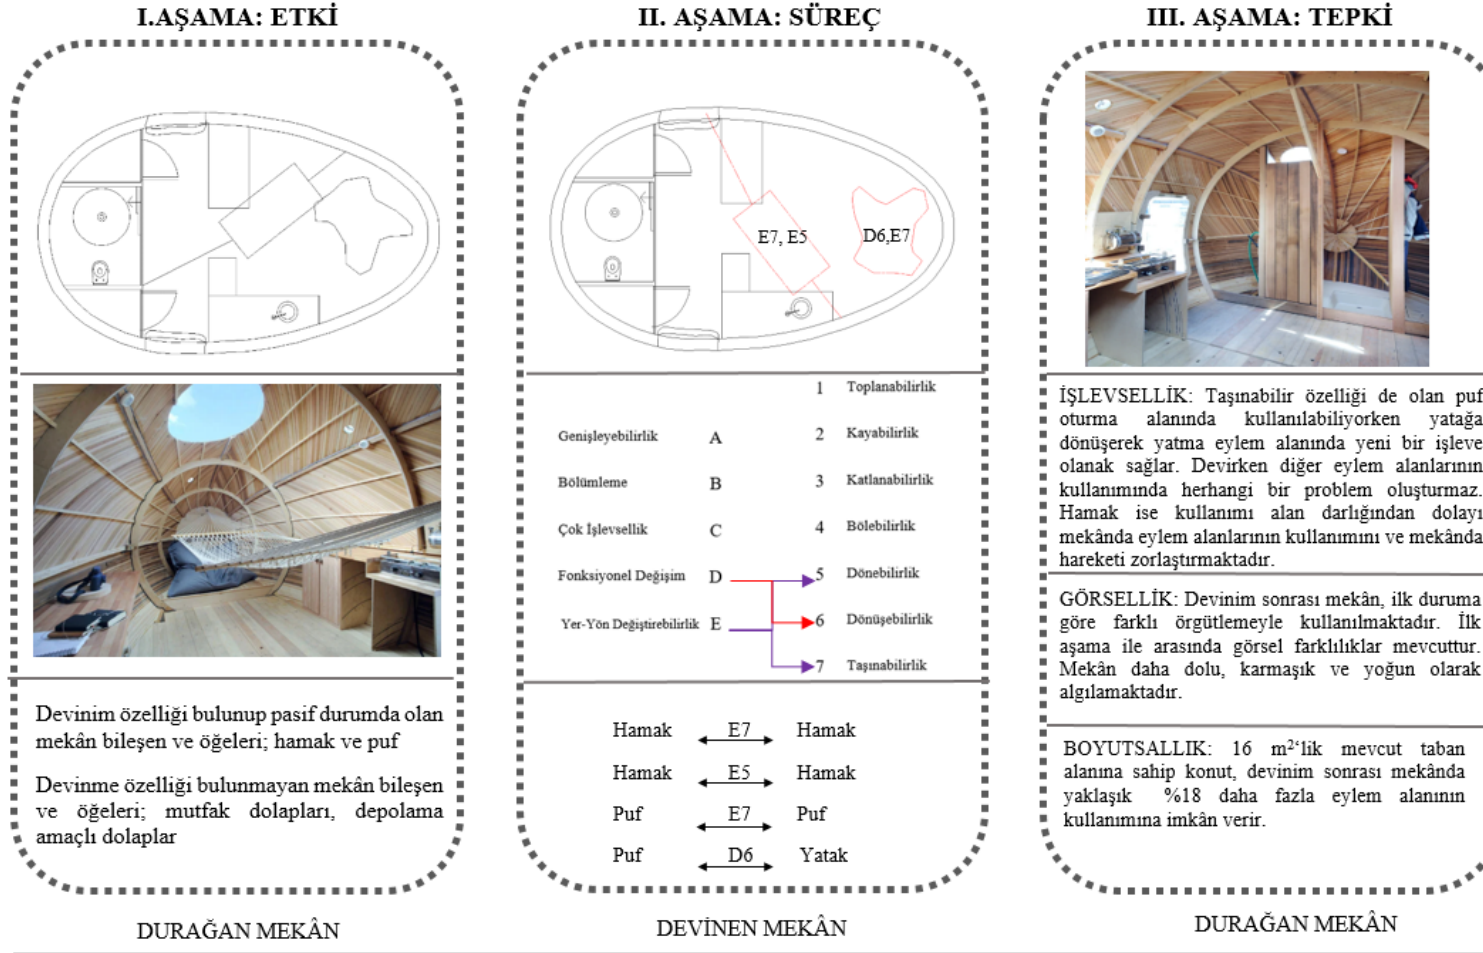 I.AŞAMA: ETKİ
Devinim özelliği bulunup pasif durumda olan
mekân bileşen ve öğeleri; hamak ve puf
Devinme özelliği bulunmayan mekân bileşen
ve öğeleri; mutfak dolapları, depolama
amaçlı dolaplar
DURAĞAN MEKÂN
II. AŞAMA: SÜREÇ
E7, E5
D6,E7
1 Toplanabilirlik
Genişleyebilirlik A 2 Kayabilirlik
Bölümleme B 3 Katlanabilirlik
Çok İşlevsellik C 4 Bölebilirlik
Fonksiyonel Değişim D 5 Dönebilirlik
Yer-Yön Değiştirebilirlik E 6 Dönüşebilirlik
7 Taşınabilirlik
Hamak E7 Hamak
Hamak E5 Hamak
Puf E7 Puf
Puf D6 Yatak
DEVİNEN MEKÂN
III. AŞAMA: TEPKİ
İŞLEVSELLİK: Taşınabilir özelliği de olan puf
oturma alanında kullanılabiliyorken yatağa
dönüşerek yatma eylem alanında yeni bir işleve
olanak sağlar. Devirken diğer eylem alanlarının
kullanımında herhangi bir problem oluşturmaz.
Hamak ise kullanımı alan darlığından dolayı
mekânda eylem alanlarının kullanımını ve mekânda
hareketi zorlaştırmaktadır.
GÖRSELLİK: Devinim sonrası mekân, ilk duruma
göre farklı örgütlemeyle kullanılmaktadır. İlk
aşama ile arasında görsel farklılıklar mevcuttur.
Mekân daha dolu, karmaşık ve yoğun olarak
algılamaktadır.
BOYUTSALLIK: 16 m²‘lik mevcut taban
alanına sahip konut, devinim sonrası mekânda
yaklaşık %18 daha fazla eylem alanının
kullanımına imkân verir.
DURAĞAN MEKÂN